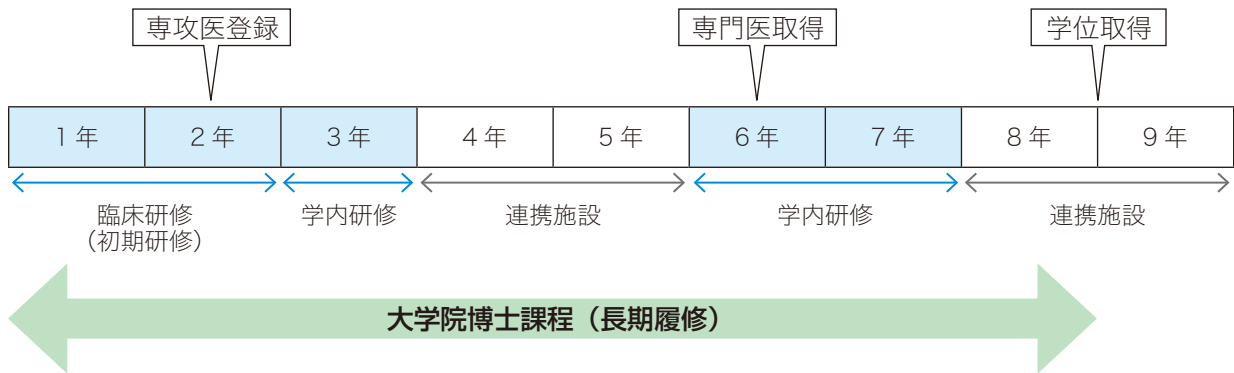 専攻医登録 専門医取得 学位取得
1年 2年 3年 4年 5年 6年 7年 8年 9年
臨床研修 学内研修 連携施設 学内研修 連携施設
（初期研修）
大学院博士課程（長期履修）